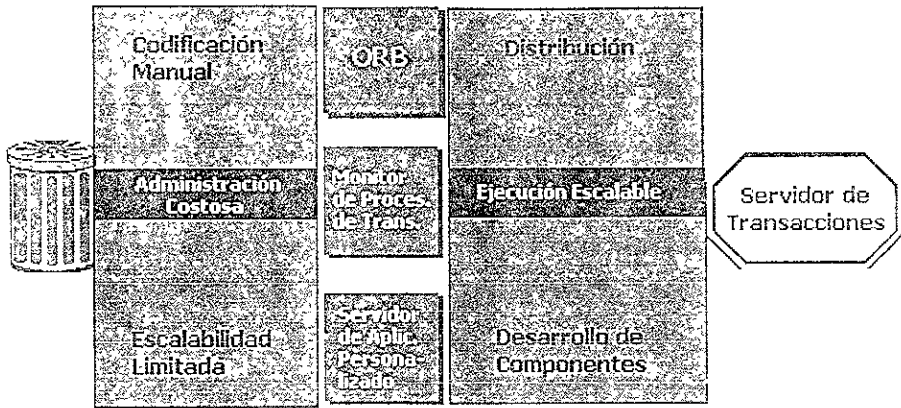 Codificación
Manual
ORB
Distribución
Administración
Costosa
Monitor
de Proces.
de Trans.
Ejecución Escalable
Servidor de
Transacciones
Escalabilidad
Limitada
Servidor
de Aplic.
Persona-
lizado
Desarrollo de
Componentes